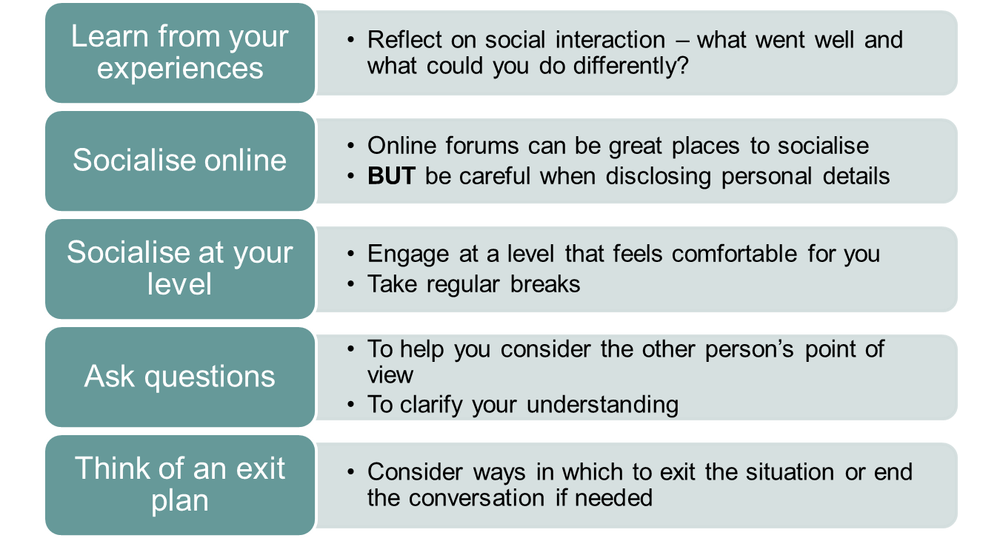 Learn from your
experiences
• Reflect on social interaction – what went well and
what could you do differently?
Socialise online
• Online forums can be great places to socialise
• BUT be careful when disclosing personal details
Socialise at your
level
• Engage at a level that feels comfortable for you
• Take regular breaks
Ask questions
• To help you consider the other person’s point of
view
• To clarify your understanding
Think of an exit
plan
• Consider ways in which to exit the situation or end
the conversation if needed